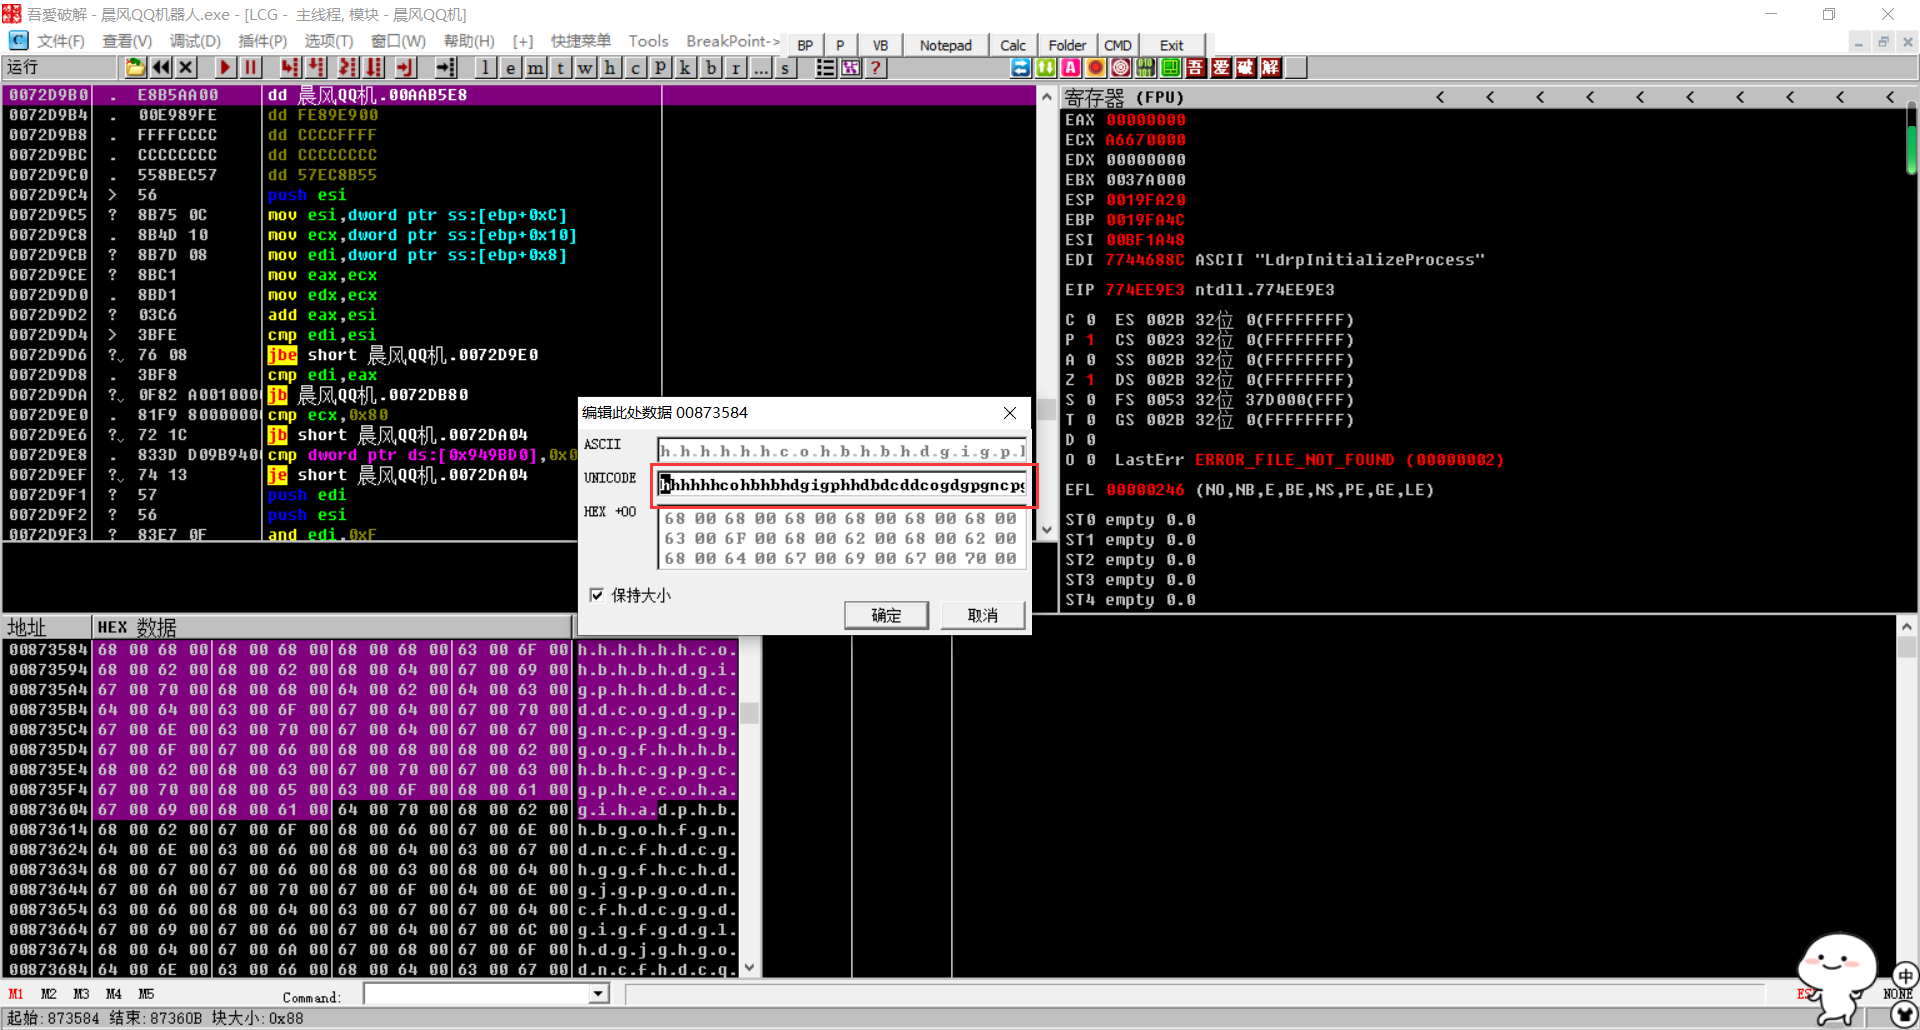 吾愛破解 - 晨风QQ机器人.exe - [LCG -  主线程, 模块 - 晨风QQ机]
文件(F) 查看(V) 调试(D) 插件(P) 选项(T) 窗口(W) 帮助(H) [+] 快捷菜单 Tools BreakPoint-> BP P VB Notepad Calc Folder CMD Exit
运行 l e m t w h c p k b r ... s ? A 吾 爱 破 解
0072D9B0 . E8B5AA00 dd 晨风QQ机.00AAB5E8
0072D9B4 . 00E989FE dd FE89E900
0072D9B8 . FFFFCCCC dd CCCCFFFF
0072D9BC . CCCCCCCC dd CCCCCCCC
0072D9C0 . 558BEC57 dd 57EC8B55
0072D9C4 > 56 push esi
0072D9C5 ? 8B75 0C mov esi,dword ptr ss:[ebp+0xC]
0072D9C8 . 8B4D 10 mov ecx,dword ptr ss:[ebp+0x10]
0072D9CB ? 8B7D 08 mov edi,dword ptr ss:[ebp+0x8]
0072D9CE ? 8BC1 mov eax,ecx
0072D9D0 . 8BD1 mov edx,ecx
0072D9D2 ? 03C6 add eax,esi
0072D9D4 > 3BFE cmp edi,esi
0072D9D6 ? 76 08 jbe short 晨风QQ机.0072D9E0
0072D9D8 . 3BF8 cmp edi,eax
0072D9DA ? 0F82 A0010000 jb 晨风QQ机.0072DB80
0072D9E0 . 81F9 80000000 cmp ecx,0x80
0072D9E6 ? 72 1C jb short 晨风QQ机.0072DA04
0072D9E8 . 833D D09B9400 cmp dword ptr ds:[0x949BD0],0x0
0072D9EF ? 74 13 je short 晨风QQ机.0072DA04
0072D9F1 ? 57 push edi
0072D9F2 ? 56 push esi
0072D9F3 ? 83E7 0F and edi,0xF
寄存器 (FPU) < < < < < < < < < <
EAX 00000000
ECX A6670000
EDX 00000000
EBX 0037A000
ESP 0019FA20
EBP 0019FA4C
ESI 00BF1A48
EDI 7744688C ASCII "LdrpInitializeProcess"
EIP 774EE9E3 ntdll.774EE9E3
C 0 ES 002B 32位 0(FFFFFFFF)
P 1 CS 0023 32位 0(FFFFFFFF)
A 0 SS 002B 32位 0(FFFFFFFF)
Z 1 DS 002B 32位 0(FFFFFFFF)
S 0 FS 0053 32位 37D000(FFF)
T 0 GS 002B 32位 0(FFFFFFFF)
D 0
O 0 LastErr ERROR_FILE_NOT_FOUND (00000002)
EFL 00000246 (NO,NB,E,BE,NS,PE,GE,LE)
ST0 empty 0.0
ST1 empty 0.0
ST2 empty 0.0
ST3 empty 0.0
ST4 empty 0.0
编辑此处数据 00873584
ASCII h.h.h.h.h.h.c.o.h.b.h.b.h.d.g.i.g.p.
UNICODE hhhhhhcohbhbhdgigphhdbdcddcogdgpgncpg
HEX +00 68 00 68 00 68 00 68 00 68 00 68 00
63 00 6F 00 68 00 62 00 68 00 62 00
68 00 64 00 67 00 69 00 67 00 70 00
保持大小
确定 取消
地址 HEX 数据
00873584 68 00 68 00 68 00 68 00 68 00 68 00 63 00 6F 00 h.h.h.h.h.h.c.o.
00873594 68 00 62 00 68 00 62 00 68 00 64 00 67 00 69 00 h.b.h.b.h.d.g.i.
008735A4 67 00 70 00 68 00 68 00 64 00 62 00 64 00 63 00 g.p.h.h.d.b.d.c.
008735B4 64 00 64 00 63 00 6F 00 67 00 64 00 67 00 70 00 d.d.c.o.g.d.g.p.
008735C4 67 00 6E 00 63 00 70 00 67 00 64 00 67 00 67 00 g.n.c.p.g.d.g.g.
008735D4 67 00 6F 00 67 00 66 00 68 00 68 00 68 00 62 00 g.o.g.f.h.h.h.b.
008735E4 68 00 62 00 68 00 63 00 67 00 70 00 67 00 63 00 h.b.h.c.g.p.g.c.
008735F4 67 00 70 00 68 00 65 00 63 00 6F 00 68 00 61 00 g.p.h.e.c.o.h.a.
00873604 67 00 69 00 68 00 61 00 64 00 70 00 68 00 62 00 g.i.h.a.d.p.h.b.
00873614 68 00 62 00 67 00 6F 00 68 00 66 00 67 00 6E 00 h.b.g.o.h.f.g.n.
00873624 64 00 6E 00 63 00 66 00 68 00 64 00 63 00 67 00 d.n.c.f.h.d.c.g.
00873634 68 00 67 00 67 00 66 00 68 00 63 00 68 00 64 00 h.g.g.f.h.c.h.d.
00873644 67 00 6A 00 67 00 70 00 67 00 6F 00 64 00 6E 00 g.j.g.p.g.o.d.n.
00873654 63 00 66 00 68 00 64 00 63 00 67 00 67 00 64 00 c.f.h.d.c.g.g.d.
00873664 67 00 69 00 67 00 66 00 67 00 64 00 67 00 6C 00 g.i.g.f.g.d.g.l.
00873674 68 00 64 00 67 00 6A 00 67 00 68 00 67 00 6F 00 h.d.g.j.g.h.g.o.
00873684 64 00 6E 00 63 00 66 00 68 00 64 00 63 00 67 00 d.n.c.f.h.d.c.g.
M1 M2 M3 M4 M5 Command: NONE
起始:873584 结束:87360B 块大小:0x88
中